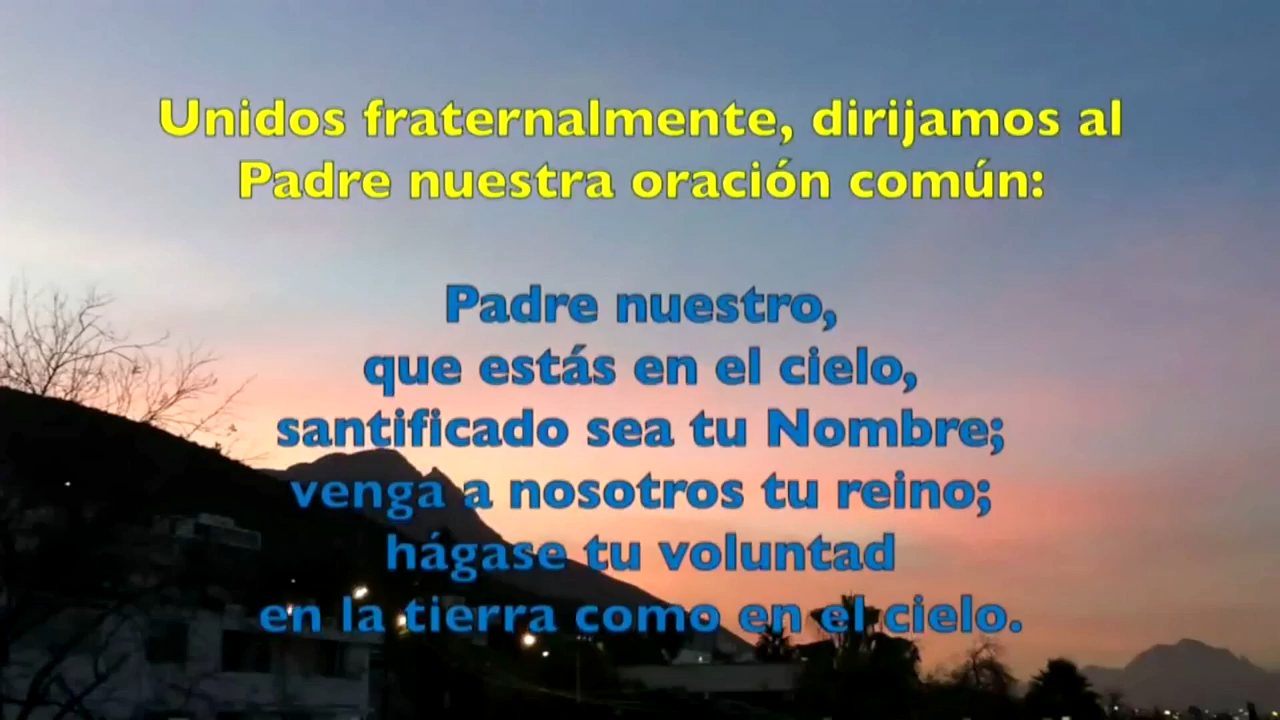 Unidos fraternalmente, dirijamos al
Padre nuestra oración común:
Padre nuestro,
que estás en el cielo,
santificado sea tu Nombre;
venga a nosotros tu reino;
hágase tu voluntad
en la tierra como en el cielo.